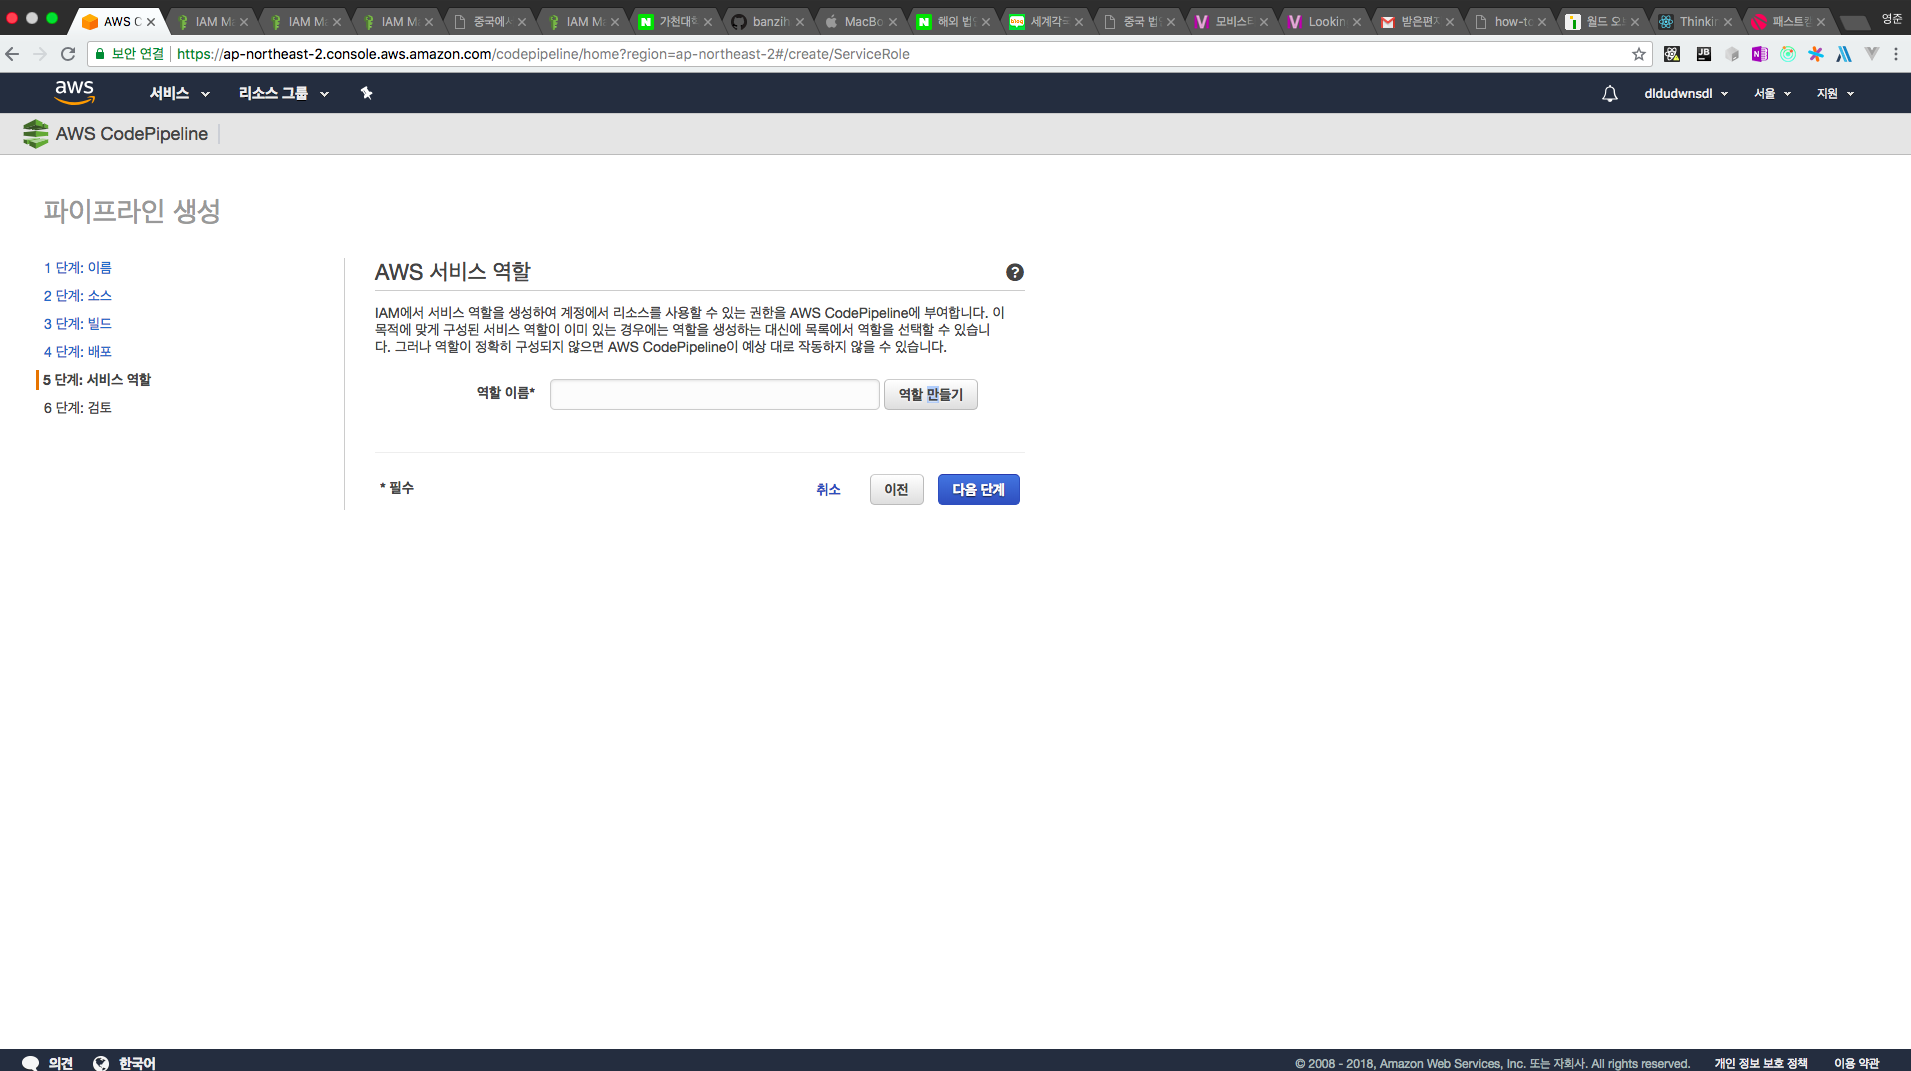 AWS C
IAM Ma
IAM Ma
IAM Ma
중국에서
IAM Ma
가천대학
banzih
MacBo
해외 법인
세계각국
중국 법인
모비스타
Lookin
받은편지
how-to
월드 오브
Thinkin
패스트캠
영준
보안 연결
https://ap-northeast-2.console.aws.amazon.com/codepipeline/home?region=ap-northeast-2#/create/ServiceRole
aws 서비스 리소스 그룹 dldudwnsdl 서울 지원
AWS CodePipeline
파이프라인 생성
1 단계: 이름
2 단계: 소스
3 단계: 빌드
4 단계: 배포
5 단계: 서비스 역할
6 단계: 검토
AWS 서비스 역할
IAM에서 서비스 역할을 생성하여 계정에서 리소스를 사용할 수 있는 권한을 AWS CodePipeline에 부여합니다. 이
목적에 맞게 구성된 서비스 역할이 이미 있는 경우에는 역할을 생성하는 대신에 목록에서 역할을 선택할 수 있습니
다. 그러나 역할이 정확히 구성되지 않으면 AWS CodePipeline이 예상 대로 작동하지 않을 수 있습니다.
역할 이름* 역할 만들기
* 필수 취소 이전 다음 단계
의견 한국어 © 2008 - 2018, Amazon Web Services, Inc. 또는 자회사. All rights reserved. 개인 정보 보호 정책 이용 약관